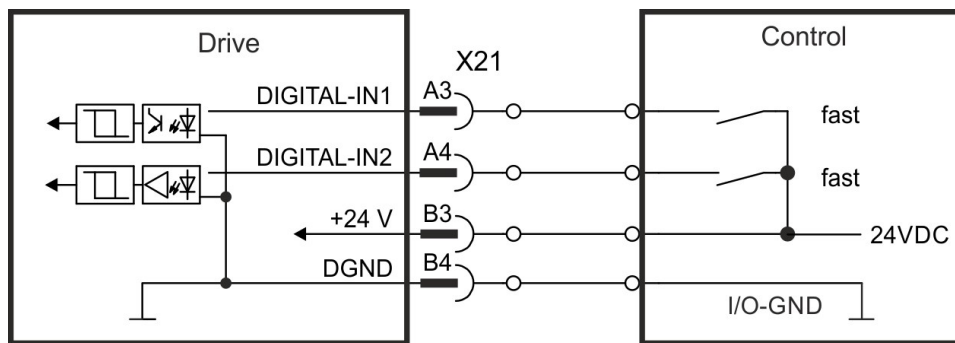 Drive
Control
X21
DIGITAL-IN1
A3
fast
DIGITAL-IN2
A4
fast
+24 V
B3
24VDC
DGND
B4
I/O-GND